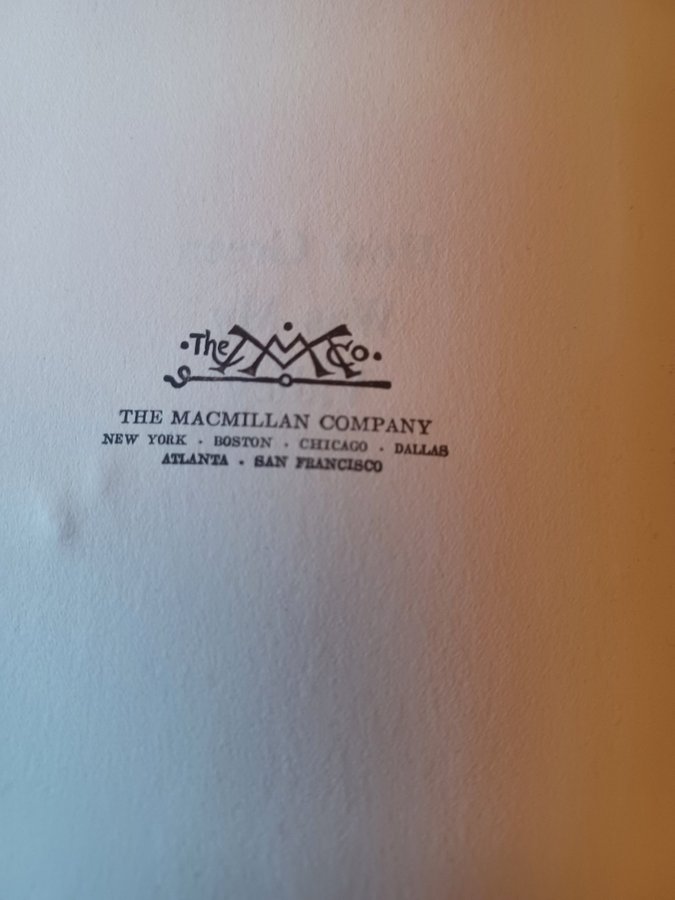 ·The M Co.
THE MACMILLAN COMPANY
NEW YORK · BOSTON · CHICAGO · DALLAS
ATLANTA · SAN FRANCISCO